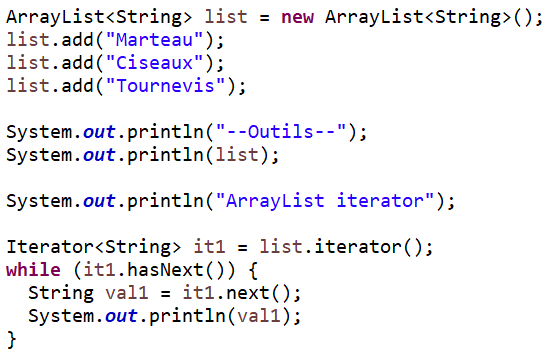 ArrayList<String> list = new ArrayList<String>();
list.add("Marteau");
list.add("Ciseaux");
list.add("Tournevis");
System.out.println("--Outils--");
System.out.println(list);
System.out.println("ArrayList iterator");
Iterator<String> it1 = list.iterator();
while (it1.hasNext()) {
  String val1 = it1.next();
  System.out.println(val1);
}